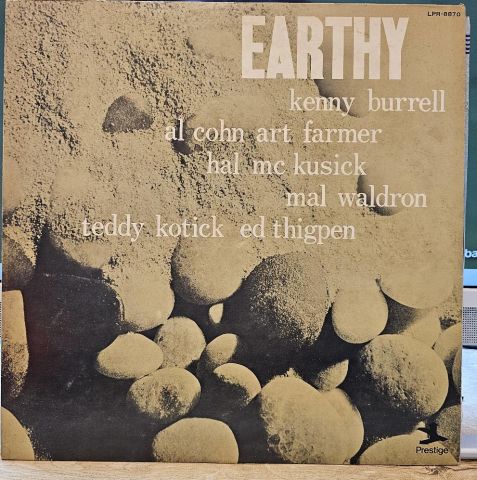 LPR-8870
EARTHY
kenny burrell
al cohn art farmer
hal mc kusick
mal waldron
teddy kotick ed thigpen
Prestige